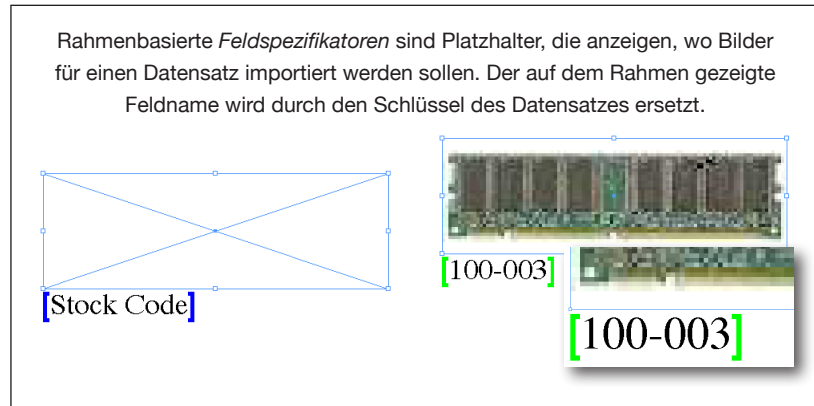 Rahmenbasierte Feldspezifikatoren sind Platzhalter, die anzeigen, wo Bilder
für einen Datensatz importiert werden sollen. Der auf dem Rahmen gezeigte
Feldname wird durch den Schlüssel des Datensatzes ersetzt.
[Stock Code]
[100-003]
[100-003]